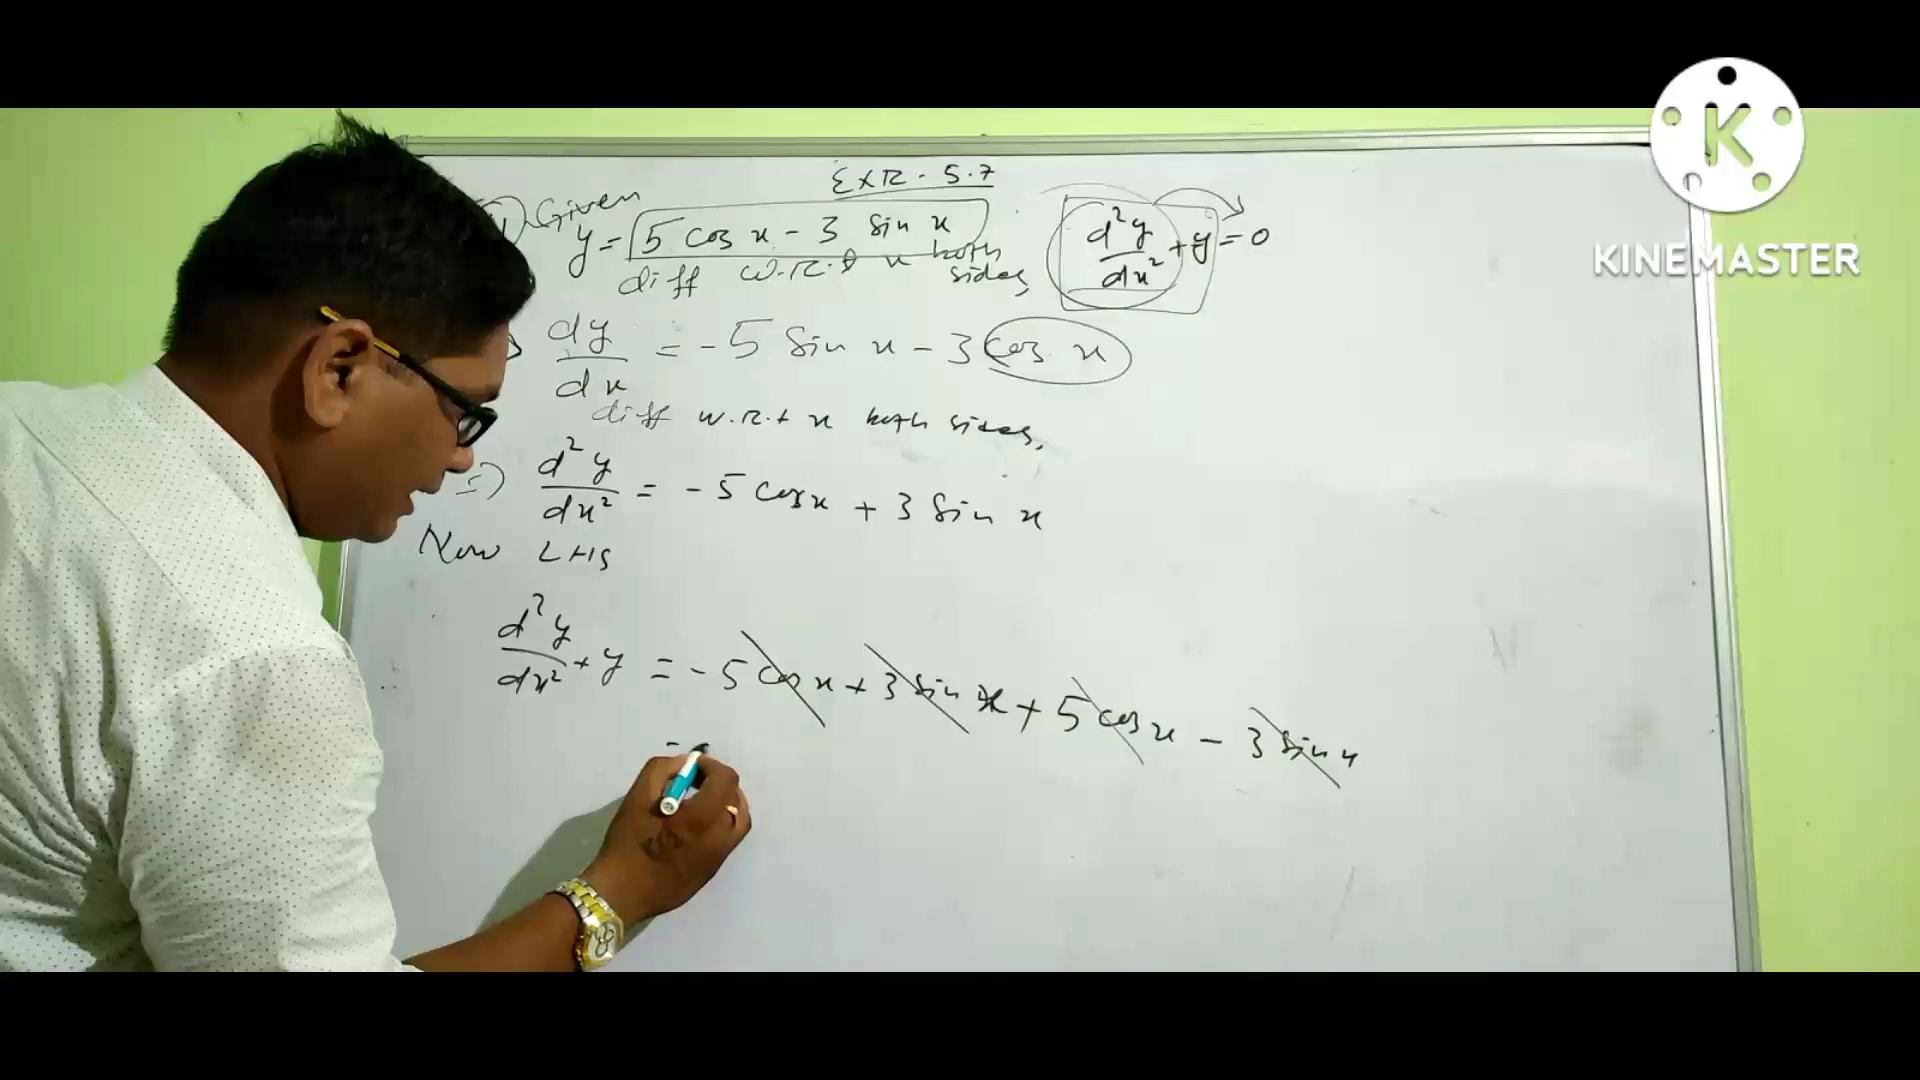 EXR. 5.7
Given
y = 5 cos x - 3 sin x
d²y/dx² + y = 0
diff w.R.t x both sides,
dy/dx = -5 sin x - 3 cos x
diff w.R.t x both sides,
=) d²y/dx² = -5 cos x + 3 sin x
Now LHS
d²y/dx² + y = -5 cos x + 3 sin x + 5 cos x - 3 sin x
=
K
KINEMASTER